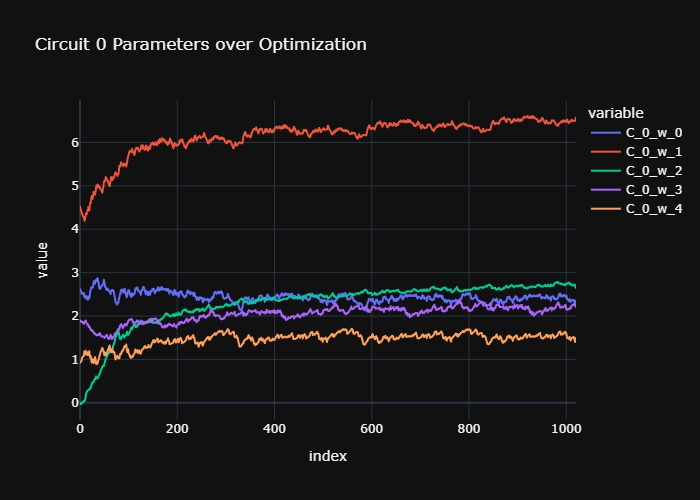 Circuit 0 Parameters over Optimization
variable
C_0_w_0
C_0_w_1
C_0_w_2
C_0_w_3
C_0_w_4
value
6
5
4
3
2
1
0
0
200
400
600
800
1000
index